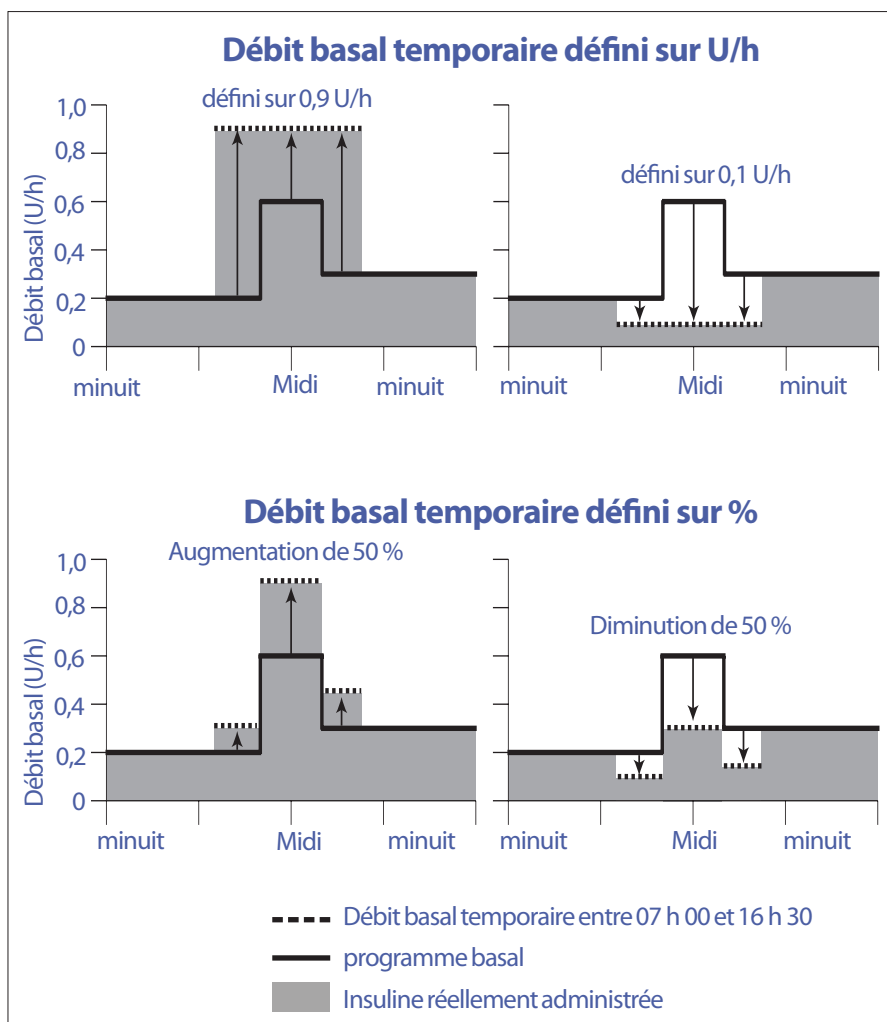 Débit basal temporaire défini sur U/h
défini sur 0,9 U/h
défini sur 0,1 U/h
Débit basal (U/h)
1,0
0,8
0,6
0,4
0,2
0
minuit
Midi
minuit
minuit
Midi
minuit
Débit basal temporaire défini sur %
Augmentation de 50 %
Diminution de 50 %
Débit basal (U/h)
1,0
0,8
0,6
0,4
0,2
0
minuit
Midi
minuit
minuit
Midi
minuit
Débit basal temporaire entre 07 h 00 et 16 h 30
programme basal
Insuline réellement administrée